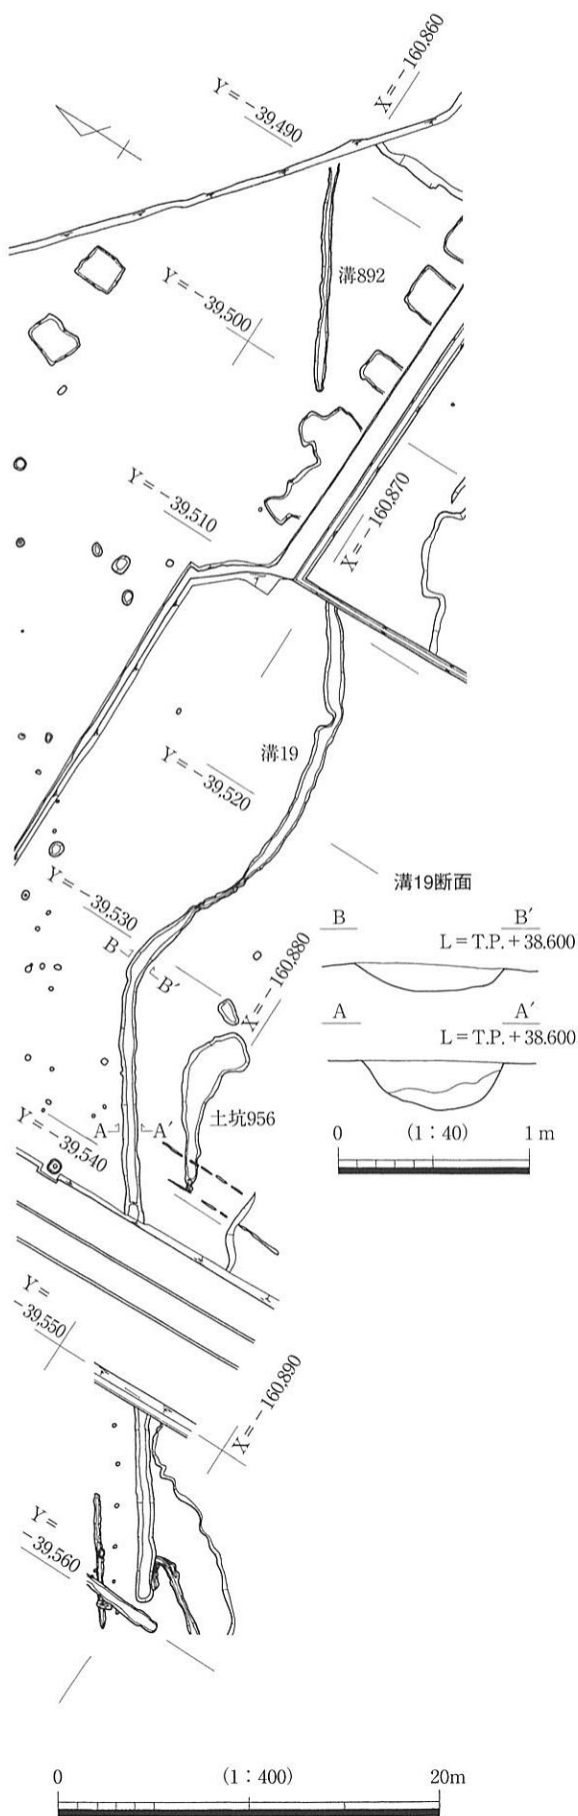 X = −160,860
Y = −39,490
溝892
Y = −39,500
Y = −39,510
X = −160,870
溝19
Y = −39,520
溝19断面
Y = −39,530
B B′
L = T.P. + 38.600
B
B′
X = −160,880
A A′
L = T.P. + 38.600
土坑956
A A′
0 (1：40) 1 m
Y = −39,540
Y =
−39,550
X = −160,890
Y =
−39,560
0 (1：400) 20m